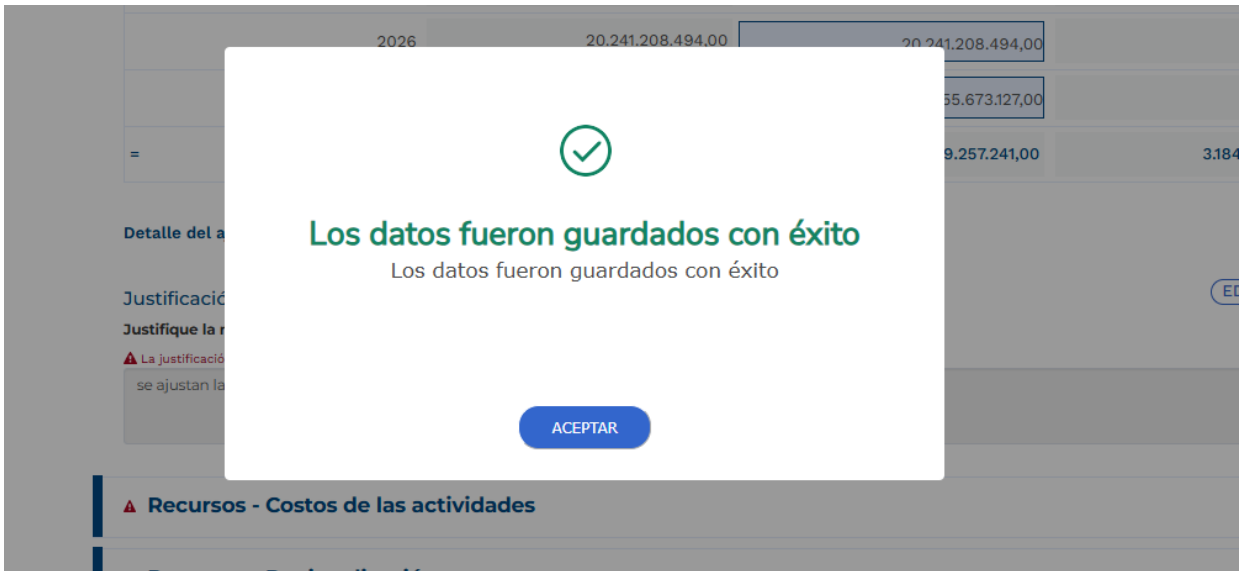 2026 20.241.208.494,00 20.241.208.494,00
55.673.127,00
= 9.257.241,00 3.184
Los datos fueron guardados con éxito
Detalle del a
Los datos fueron guardados con éxito
Justificació ED
Justifique la r
La justificació
se ajustan la
ACEPTAR
Recursos - Costos de las actividades